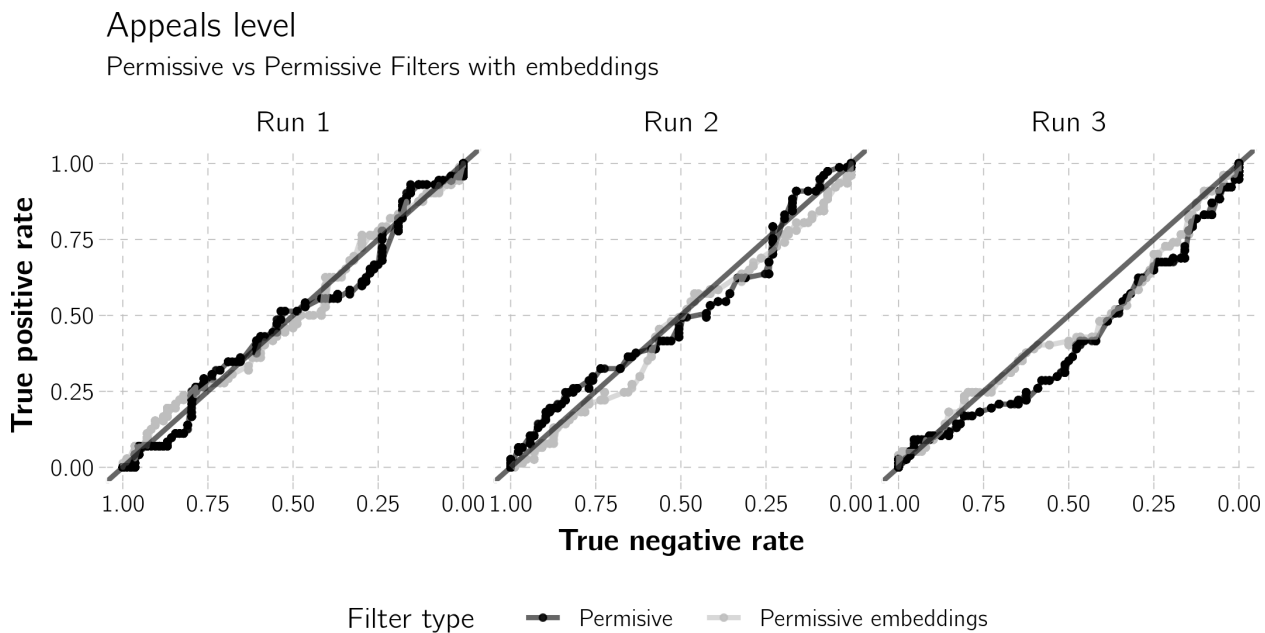 Appeals level
Permissive vs Permissive Filters with embeddings
Run 1
Run 2
Run 3
True positive rate
1.00
0.75
0.50
0.25
0.00
1.00 0.75 0.50 0.25 0.00
1.00 0.75 0.50 0.25 0.00
1.00 0.75 0.50 0.25 0.00
True negative rate
Filter type Permisive Permissive embeddings